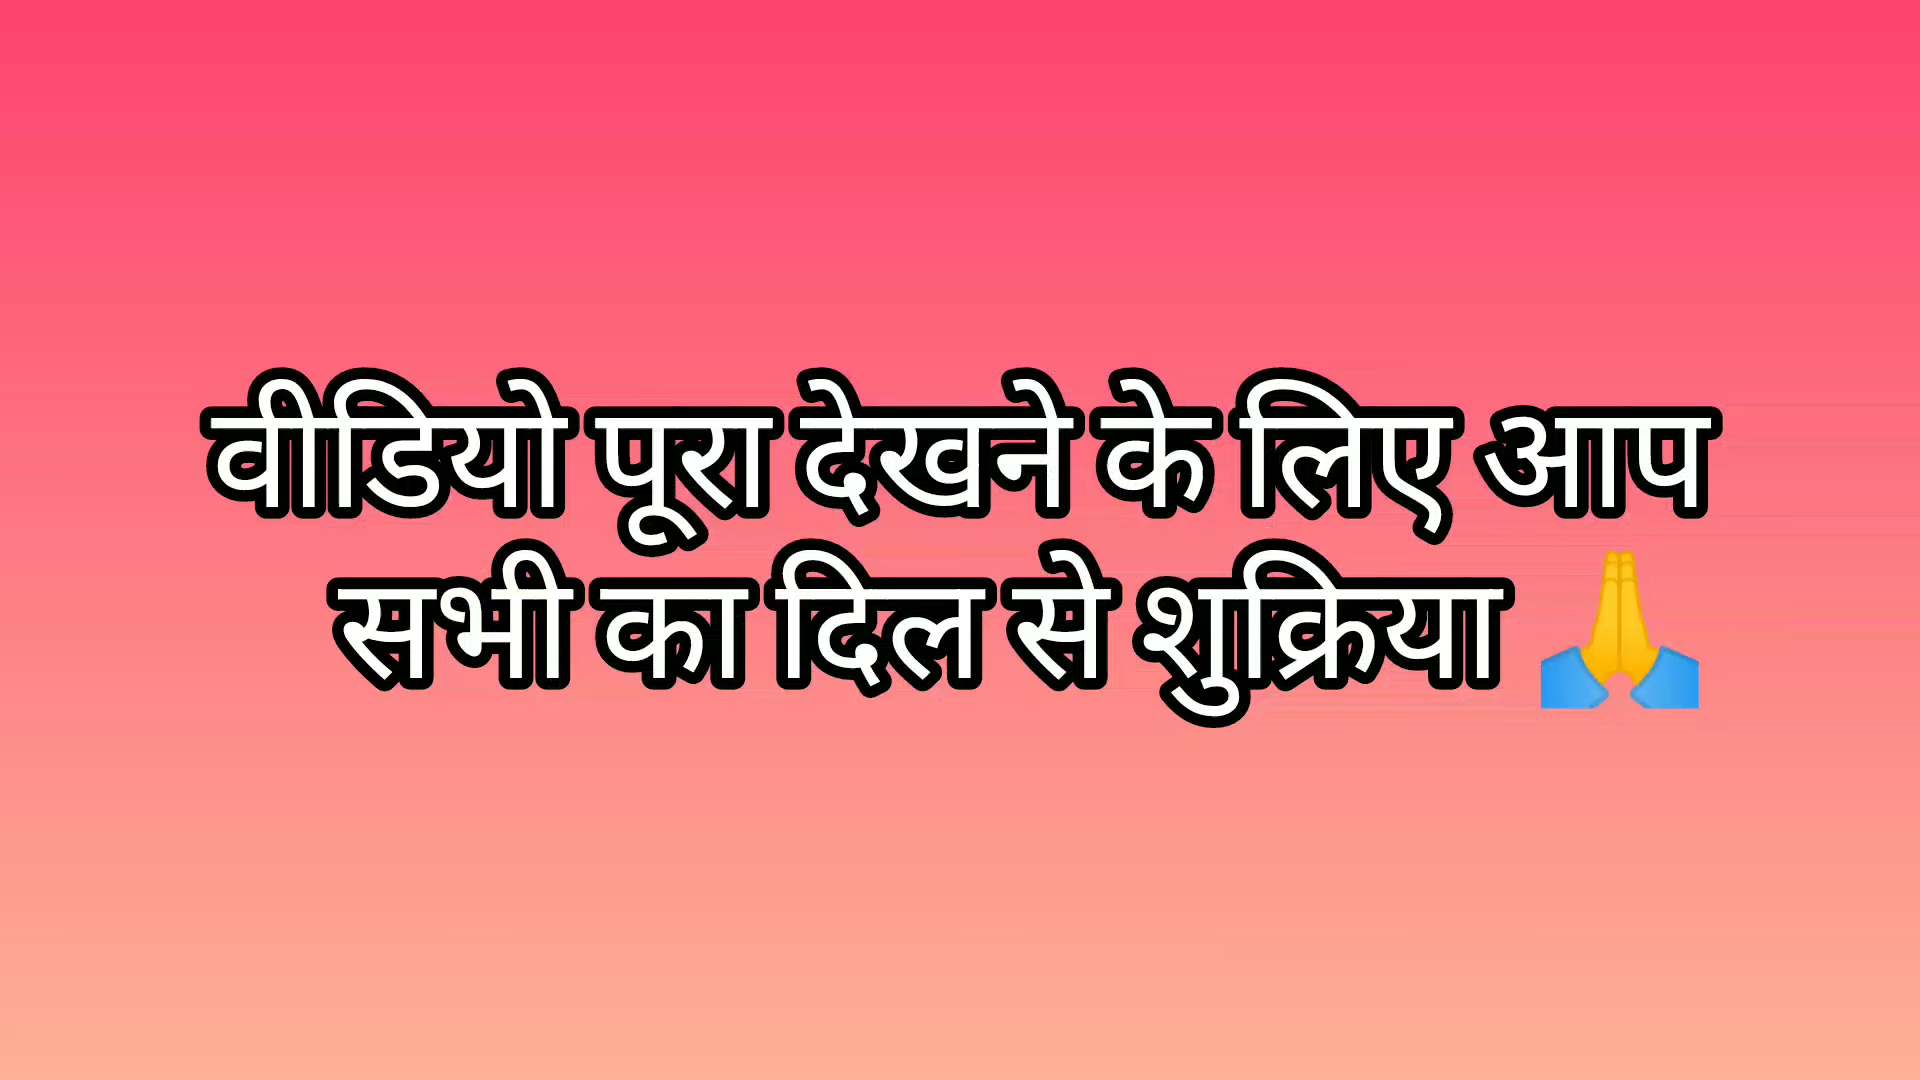 वीडियो पूरा देखने के लिए आप
सभी का दिल से शुक्रिया 🙏